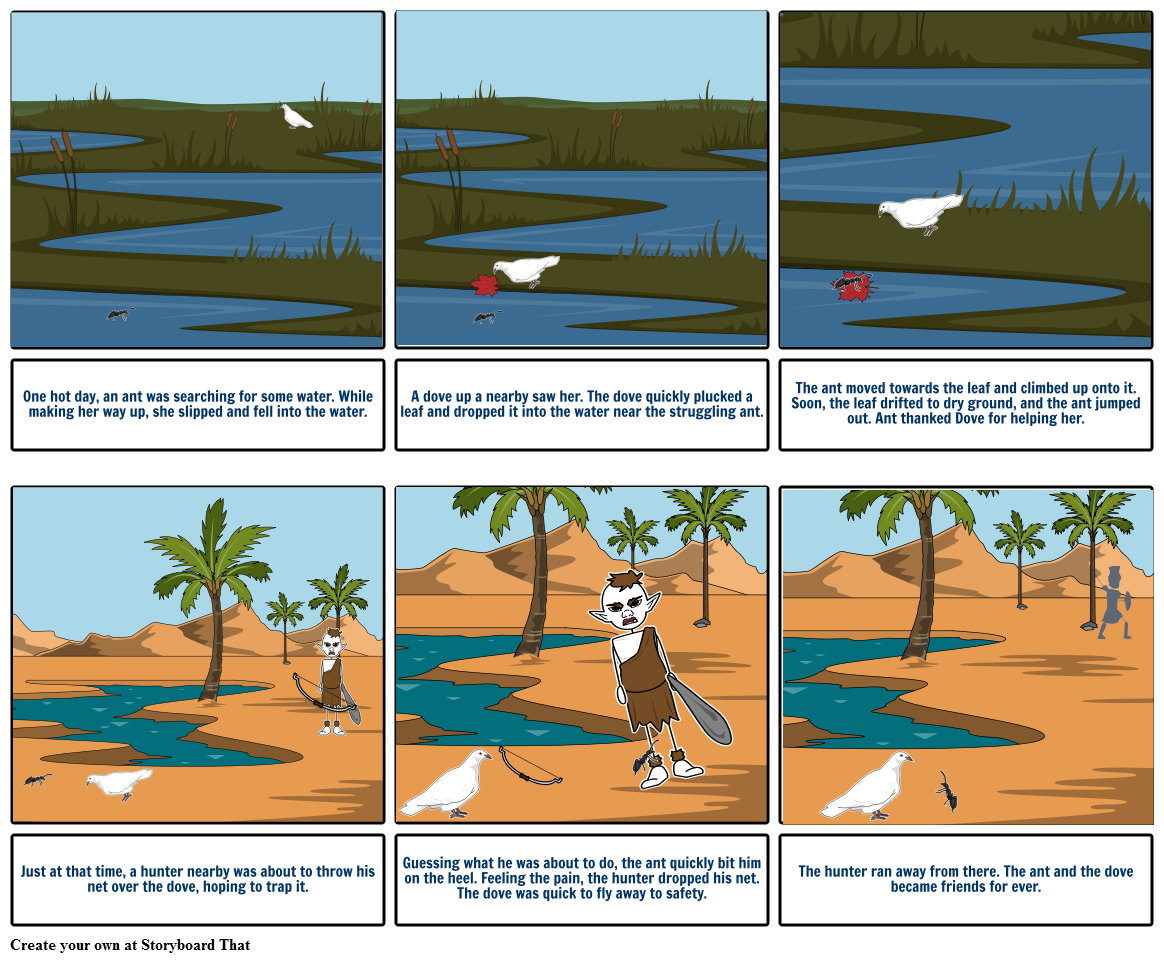 One hot day, an ant was searching for some water. While
making her way up, she slipped and fell into the water.
A dove up a nearby saw her. The dove quickly plucked a
leaf and dropped it into the water near the struggling ant.
The ant moved towards the leaf and climbed up onto it.
Soon, the leaf drifted to dry ground, and the ant jumped
out. Ant thanked Dove for helping her.
Just at that time, a hunter nearby was about to throw his
net over the dove, hoping to trap it.
Guessing what he was about to do, the ant quickly bit him
on the heel. Feeling the pain, the hunter dropped his net.
The dove was quick to fly away to safety.
The hunter ran away from there. The ant and the dove
became friends for ever.
Create your own at Storyboard That